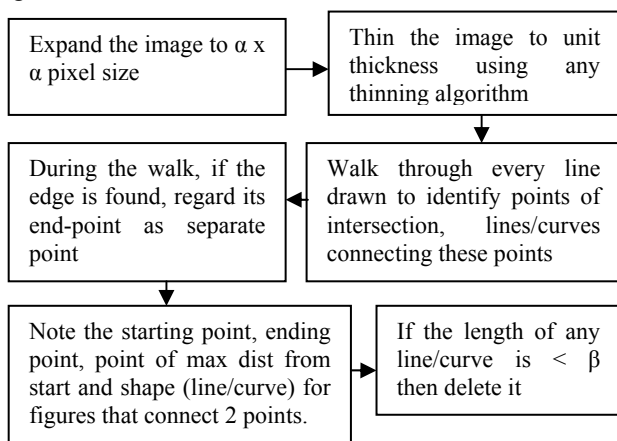 Expand the image to α x
α pixel size
Thin the image to unit
thickness using any
thinning algorithm
Walk through every line
drawn to identify points of
intersection, lines/curves
connecting these points
During the walk, if the
edge is found, regard its
end-point as separate
point
Note the starting point, ending
point, point of max dist from
start and shape (line/curve) for
figures that connect 2 points.
If the length of any
line/curve is < β
then delete it